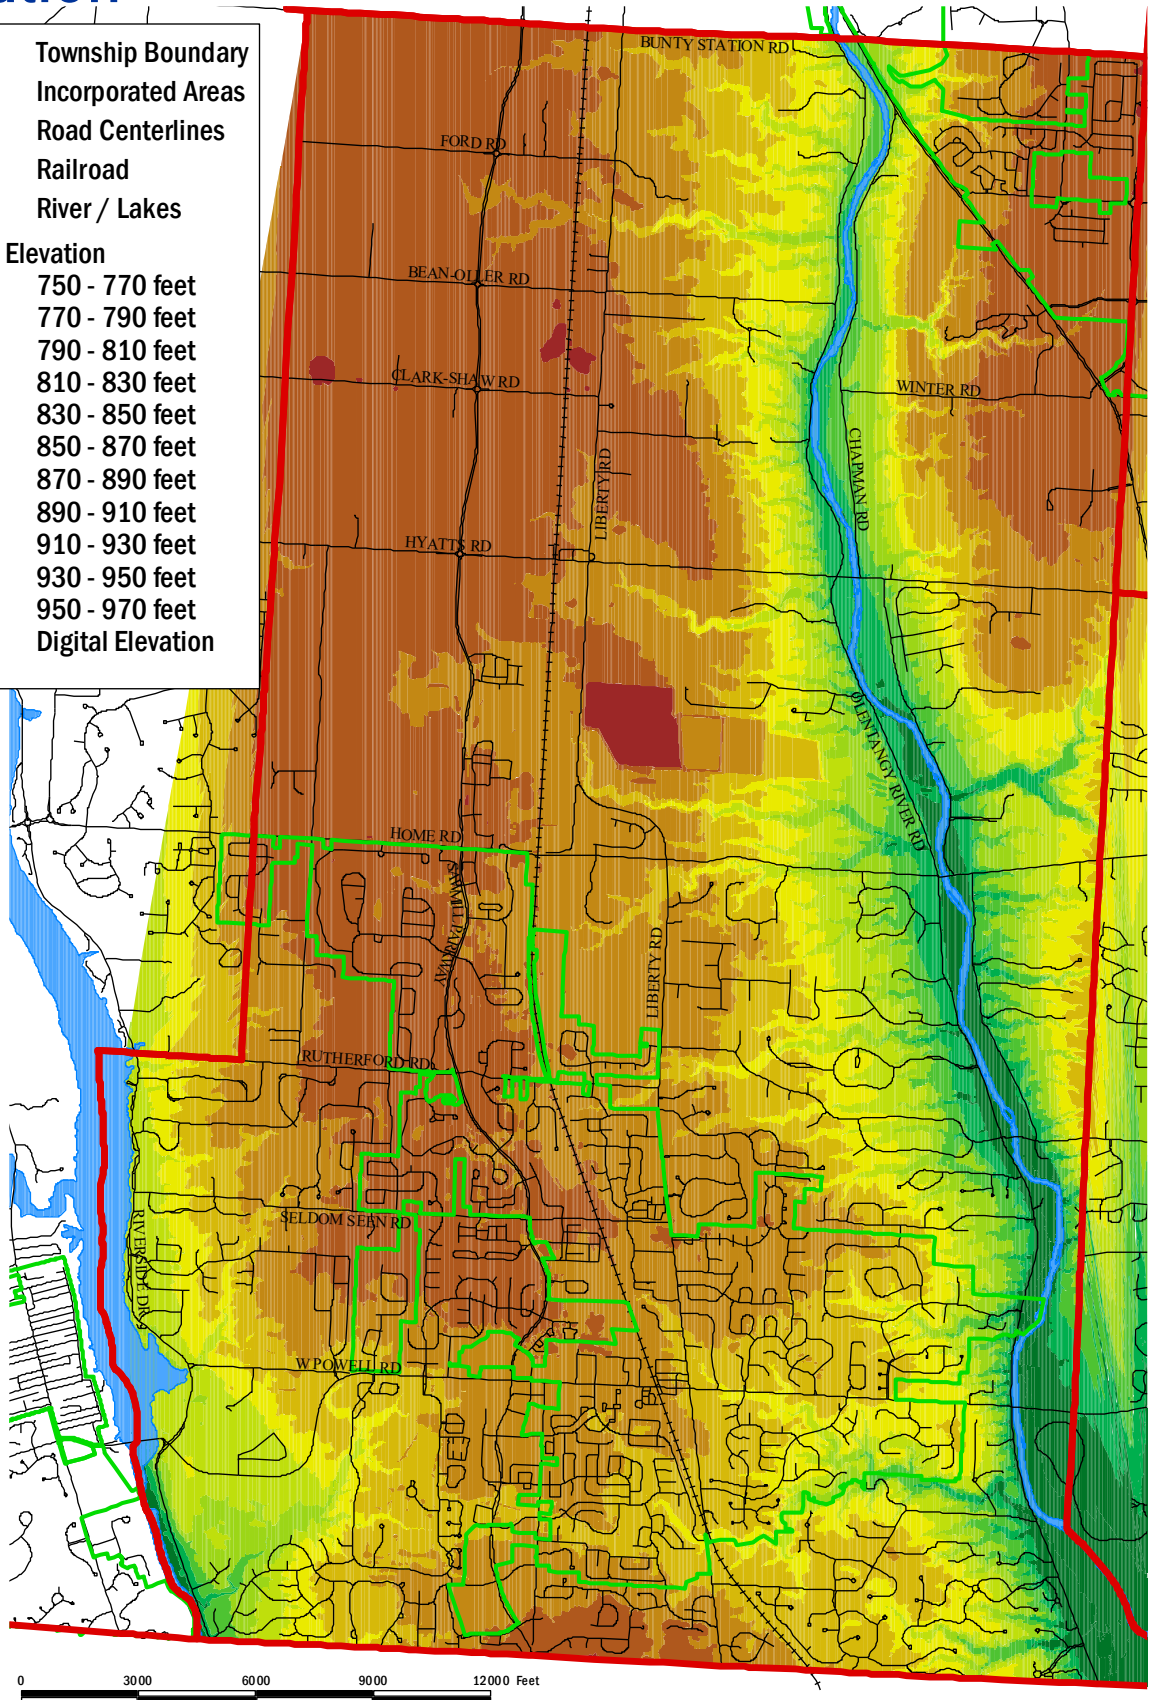 Township Boundary
Incorporated Areas
Road Centerlines
Railroad
River / Lakes
Elevation
750 - 770 feet
770 - 790 feet
790 - 810 feet
810 - 830 feet
830 - 850 feet
850 - 870 feet
870 - 890 feet
890 - 910 feet
910 - 930 feet
930 - 950 feet
950 - 970 feet
Digital Elevation
BUNTY STATION RD
FORD RD
BEAN-OLLER RD
CLARK-SHAW RD
WINTER RD
CHAPMAN RD
LIBERTY RD
HYATTS RD
OLENTANGY RIVER RD
HOME RD
SAWMILL PARKWAY
LIBERTY RD
RUTHERFORD RD
SELDOM SEEN RD
RIVERSIDE DR
W POWELL RD
0 3000 6000 9000 12000 Feet